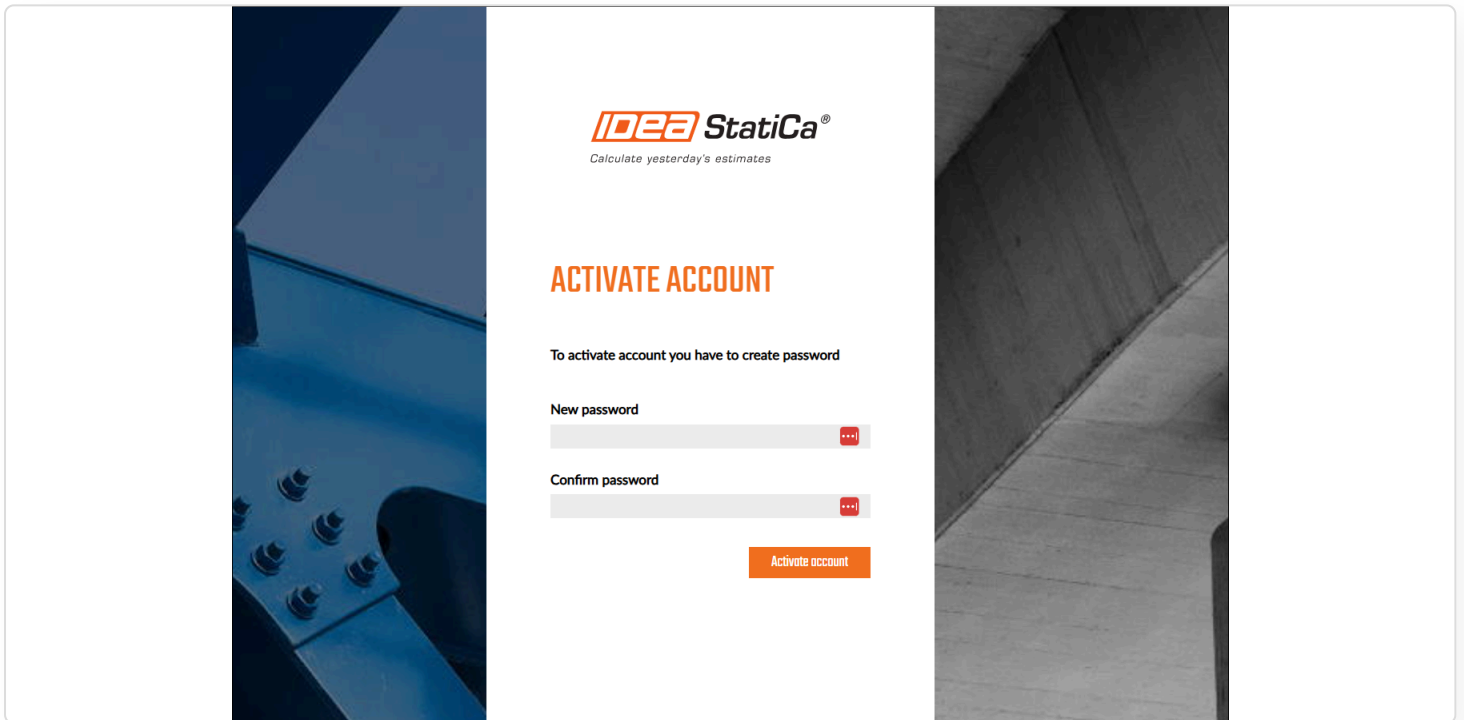 IDEA StatiCa®
Calculate yesterday's estimates
ACTIVATE ACCOUNT
To activate account you have to create password
New password
Confirm password
Activate account